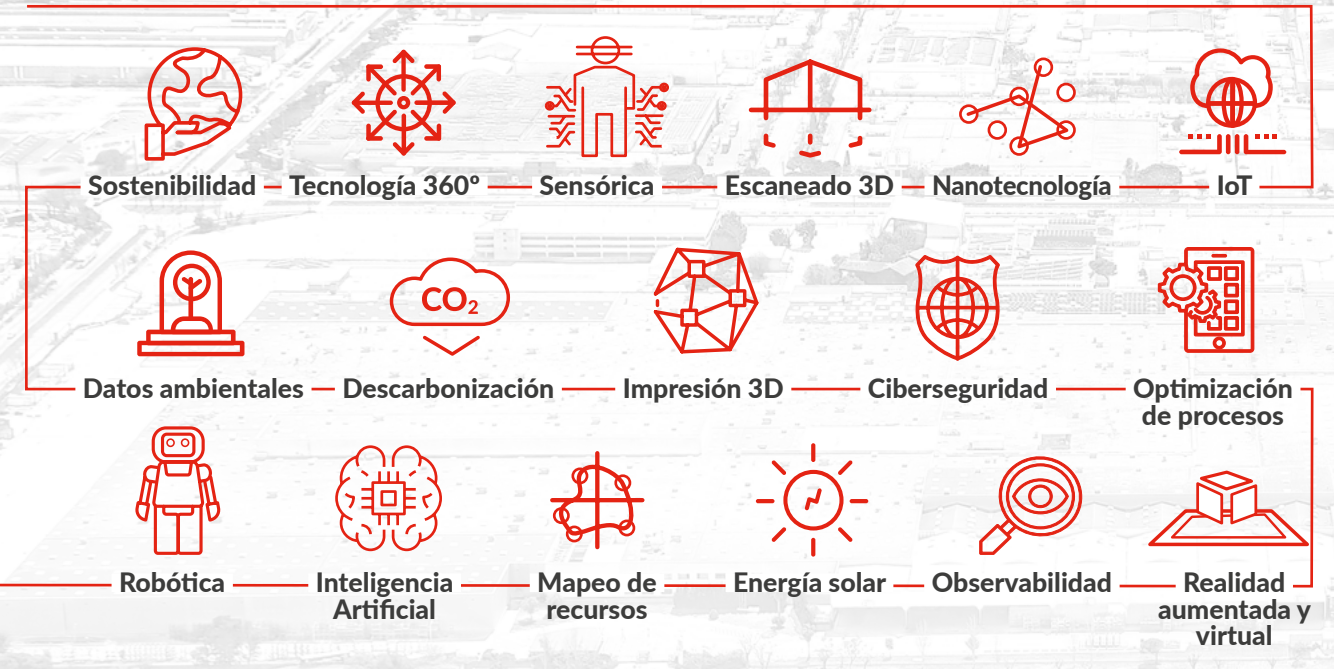 Sostenibilidad
Tecnología 360º
Sensórica
Escaneado 3D
Nanotecnología
IoT
CO₂
Datos ambientales
Descarbonización
Impresión 3D
Ciberseguridad
Optimización
de procesos
Robótica
Inteligencia
Artificial
Mapeo de
recursos
Energía solar
Observabilidad
Realidad
aumentada y
virtual